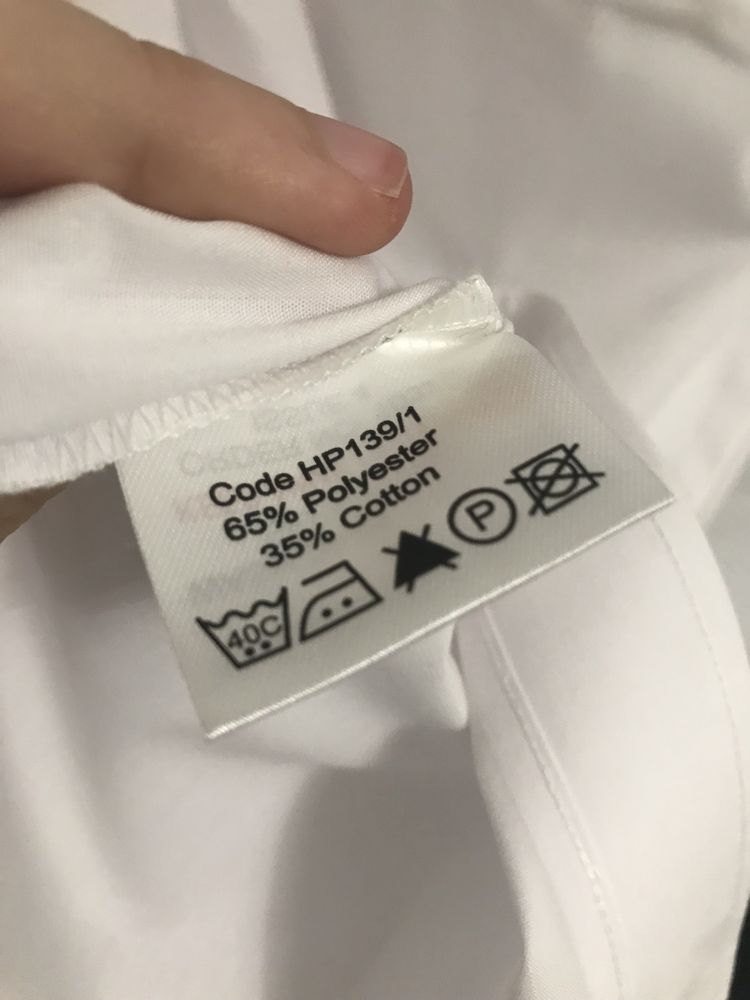 Code HP139/1
65% Polyester
35% Cotton
40C P